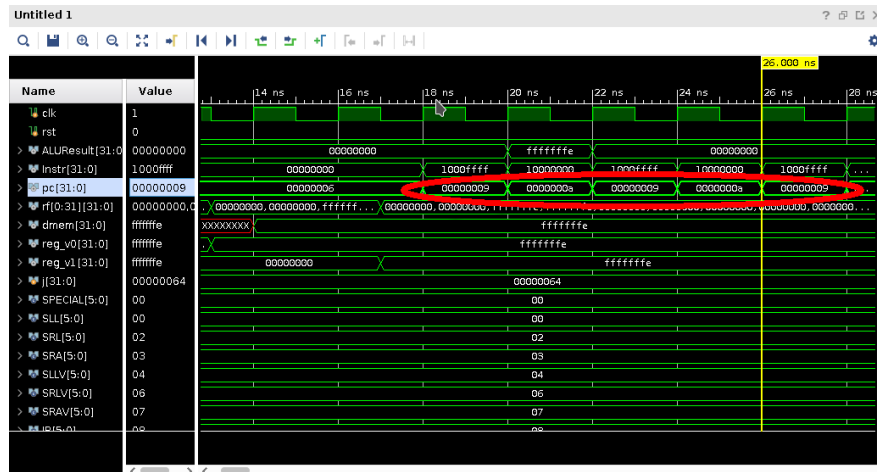 Untitled 1
26.000 ns
Name Value 14 ns 16 ns 18 ns 20 ns 22 ns 24 ns 26 ns 28 ns
clk 1
rst 0
ALUResult[31:0 00000000 00000000 fffffffe 00000000
Instr[31:0] 1000ffff 00000000 1000ffff 10000000 1000ffff 10000000 1000ffff ...
pc[31:0] 00000009 00000006 00000009 0000000a 00000009 0000000a 00000009
rf[0:31][31:0] 00000000,0 00000000,00000000,fffff...
dmem[31:0] fffffffe XXXXXXXX fffffffe
reg_v0[31:0] fffffffe fffffffe
reg_v1[31:0] fffffffe 00000000 fffffffe
j[31:0] 00000064 00000064
SPECIAL[5:0] 00 00
SLL[5:0] 00 00
SRL[5:0] 02 02
SRA[5:0] 03 03
SLLV[5:0] 04 04
SRLV[5:0] 06 06
SRAV[5:0] 07 07